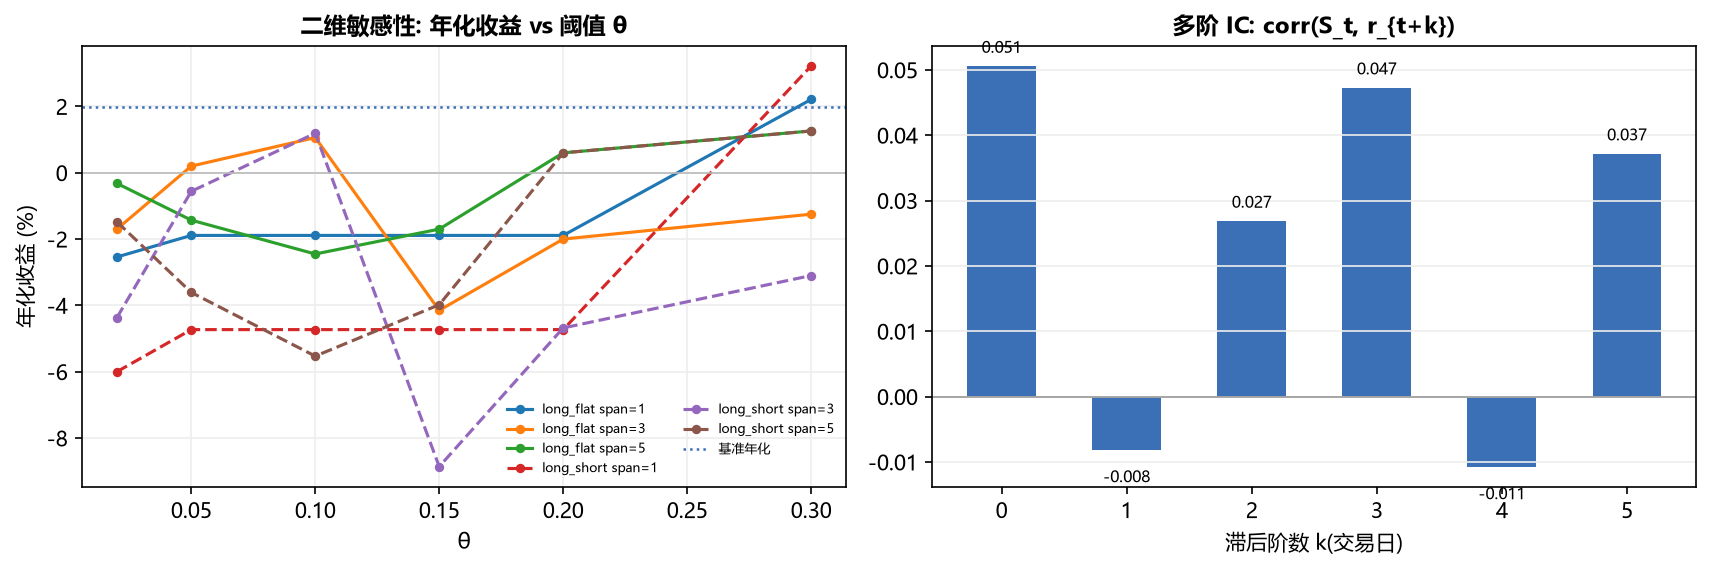 二维敏感性: 年化收益 vs 阈值 θ
年化收益 (%)
2
0
-2
-4
-6
-8
0.05
0.10
0.15
0.20
0.25
0.30
θ
long_flat span=1
long_flat span=3
long_flat span=5
long_short span=1
long_short span=3
long_short span=5
基准年化
多阶 IC: corr(S_t, r_{t+k})
0.05
0.04
0.03
0.02
0.01
0.00
-0.01
0.051
-0.008
0.027
0.047
-0.011
0.037
0
1
2
3
4
5
滞后阶数 k(交易日)